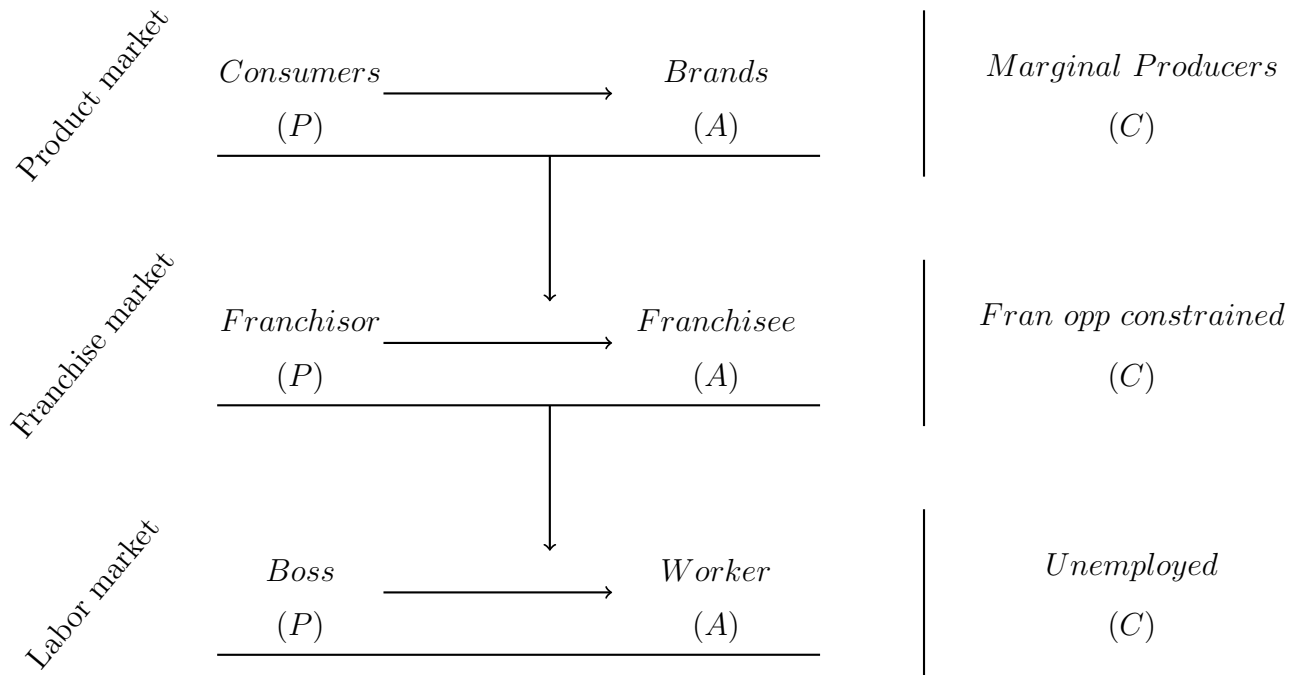 Product market
Consumers
Brands
Marginal Producers
(P)
(A)
(C)
Franchise market
Franchisor
Franchisee
Fran opp constrained
(P)
(A)
(C)
Labor market
Boss
Worker
Unemployed
(P)
(A)
(C)